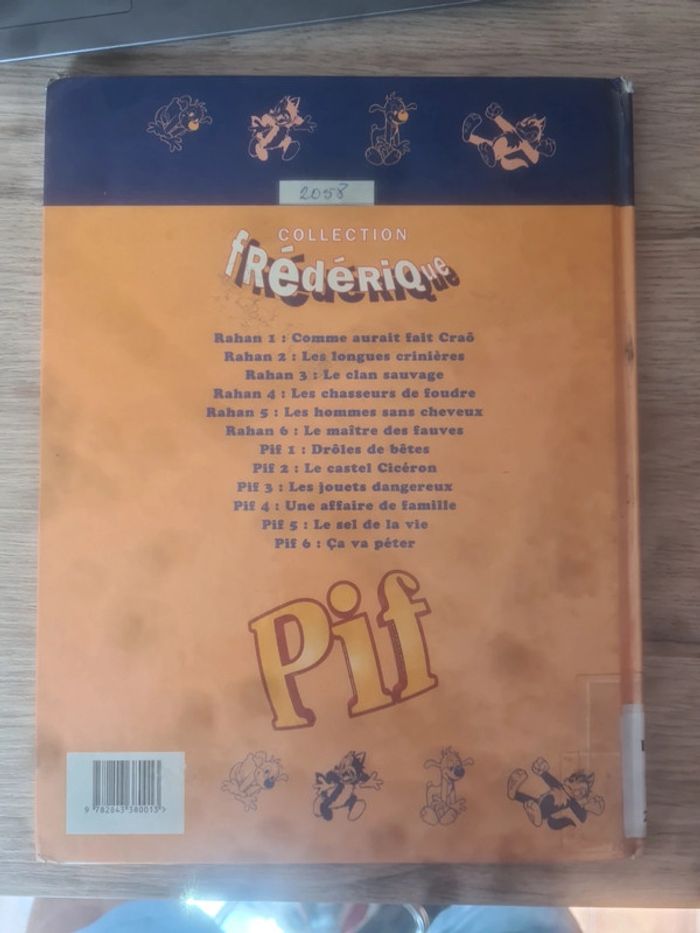 2058
COLLECTION
fRéDéRiQue
Rahan 1 : Comme aurait fait Craô
Rahan 2 : Les longues crinières
Rahan 3 : Le clan sauvage
Rahan 4 : Les chasseurs de foudre
Rahan 5 : Les hommes sans cheveux
Rahan 6 : Le maître des fauves
Pif 1 : Drôles de bêtes
Pif 2 : Le castel Cicéron
Pif 3 : Les jouets dangereux
Pif 4 : Une affaire de famille
Pif 5 : Le sel de la vie
Pif 6 : Ça va péter
Pif
9 782843 380013 >